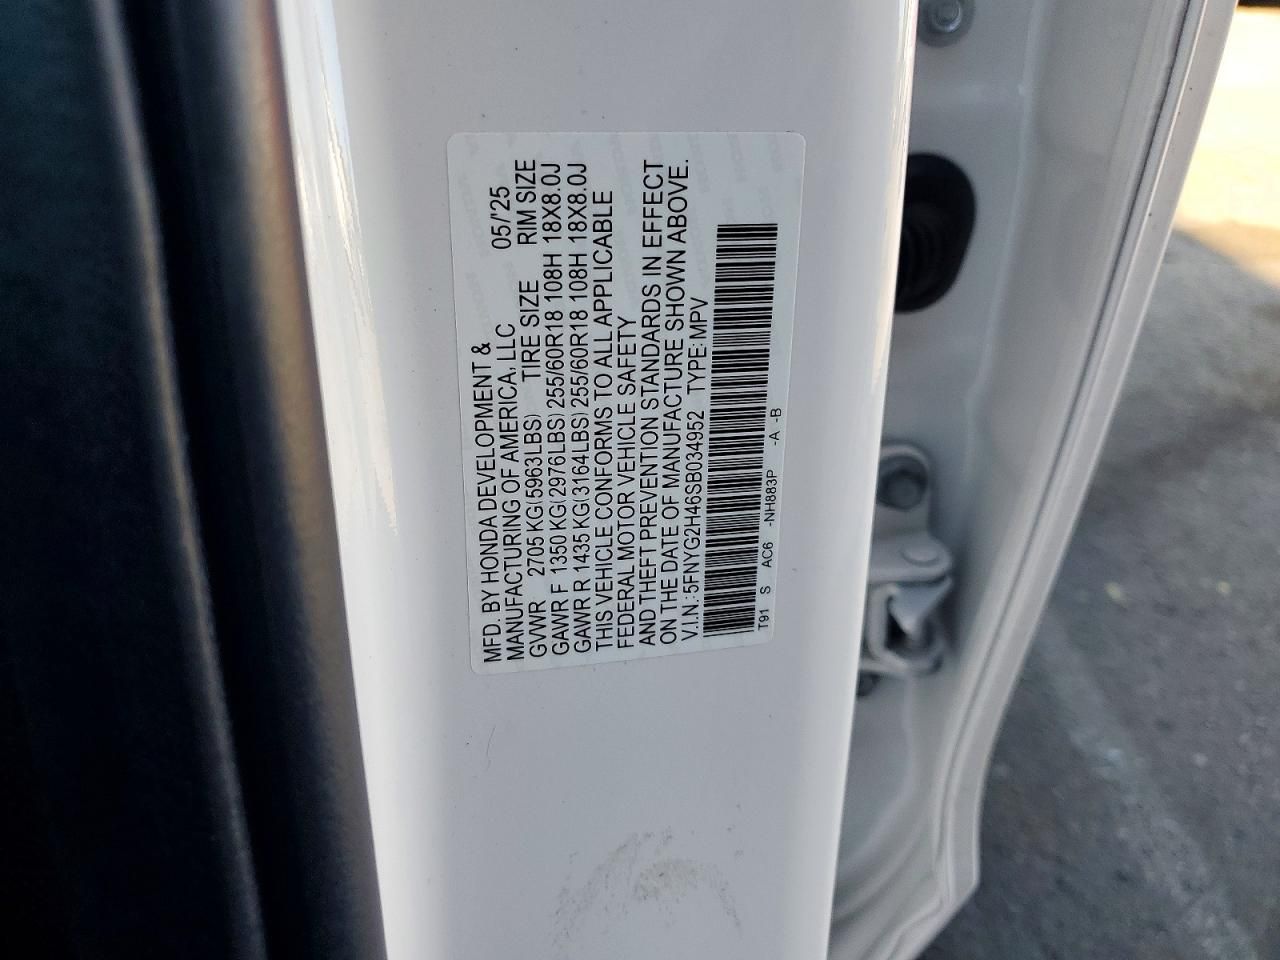 MFD. BY HONDA DEVELOPMENT &
MANUFACTURING OF AMERICA, LLC 05/'25
GVWR 2705 KG(5963LBS) TIRE SIZE RIM SIZE
GAWR F 1350 KG(2976LBS) 255/60R18 108H 18X8.0J
GAWR R 1435 KG(3164LBS) 255/60R18 108H 18X8.0J
THIS VEHICLE CONFORMS TO ALL APPLICABLE
FEDERAL MOTOR VEHICLE SAFETY
AND THEFT PREVENTION STANDARDS IN EFFECT
ON THE DATE OF MANUFACTURE SHOWN ABOVE.
V.I.N.: 5FNYG2H46SB034952 TYPE: MPV
T91 S AC6 -NH883P -A -B